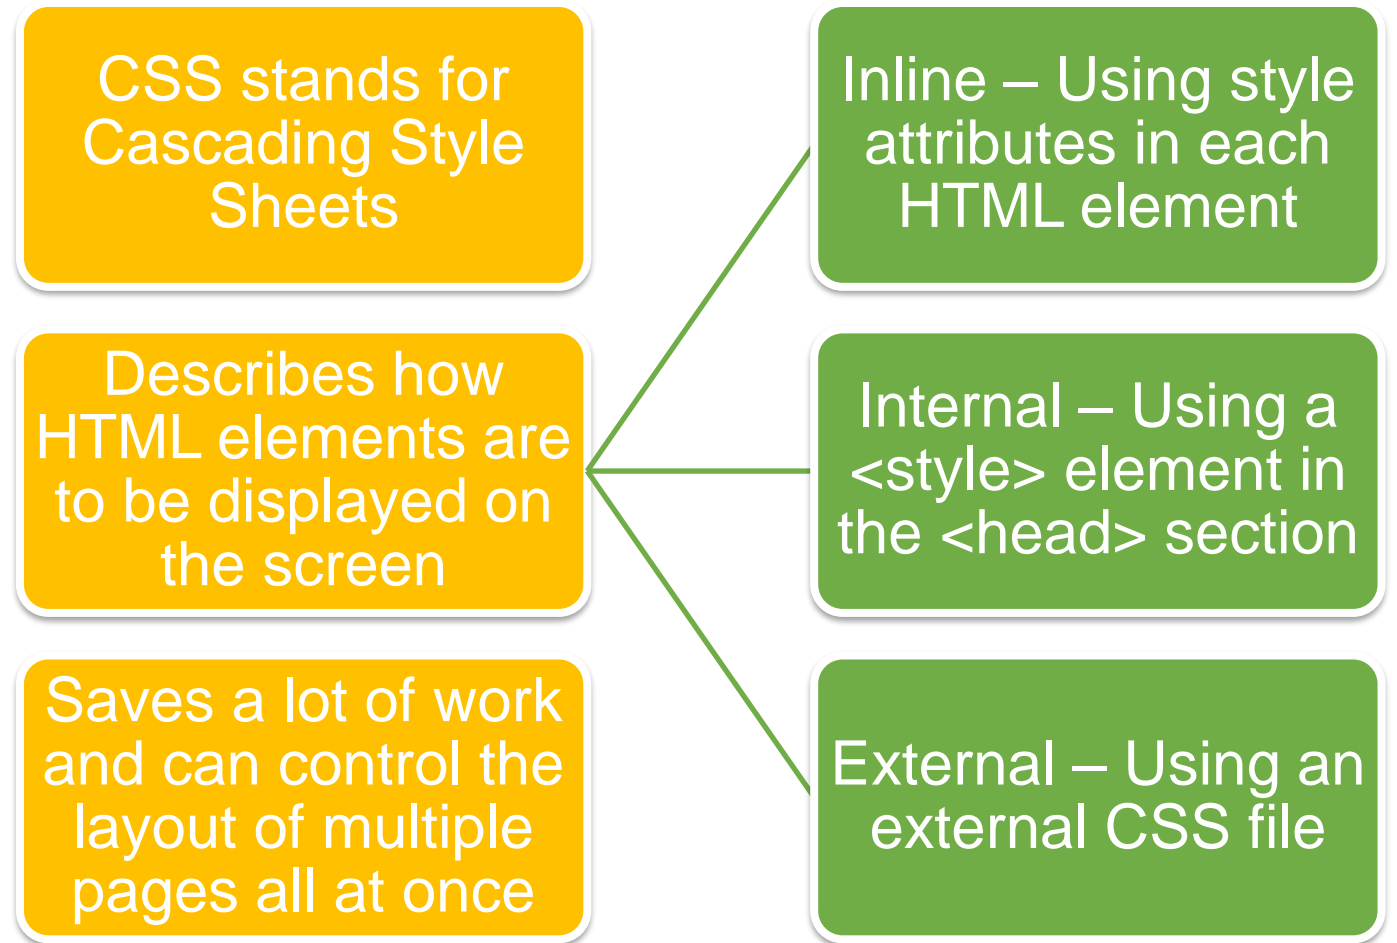 CSS stands for
Cascading Style
Sheets
Describes how
HTML elements are
to be displayed on
the screen
Saves a lot of work
and can control the
layout of multiple
pages all at once
Inline – Using style
attributes in each
HTML element
Internal – Using a
<style> element in
the <head> section
External – Using an
external CSS file